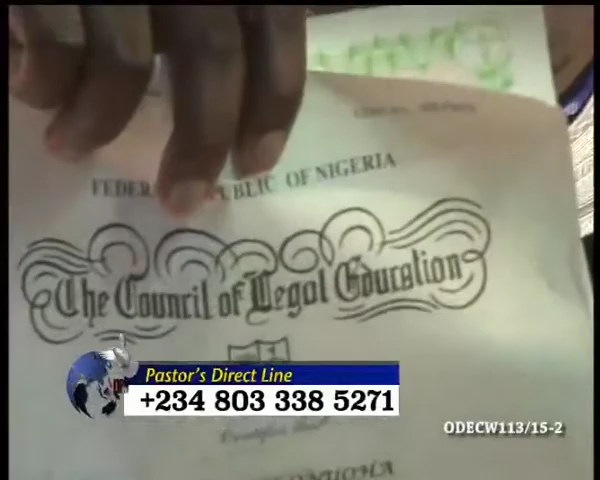 FEDERAL REPUBLIC OF NIGERIA
The Council of Legal Education
Pastor's Direct Line
+234 803 338 5271
ODECW113/15-2